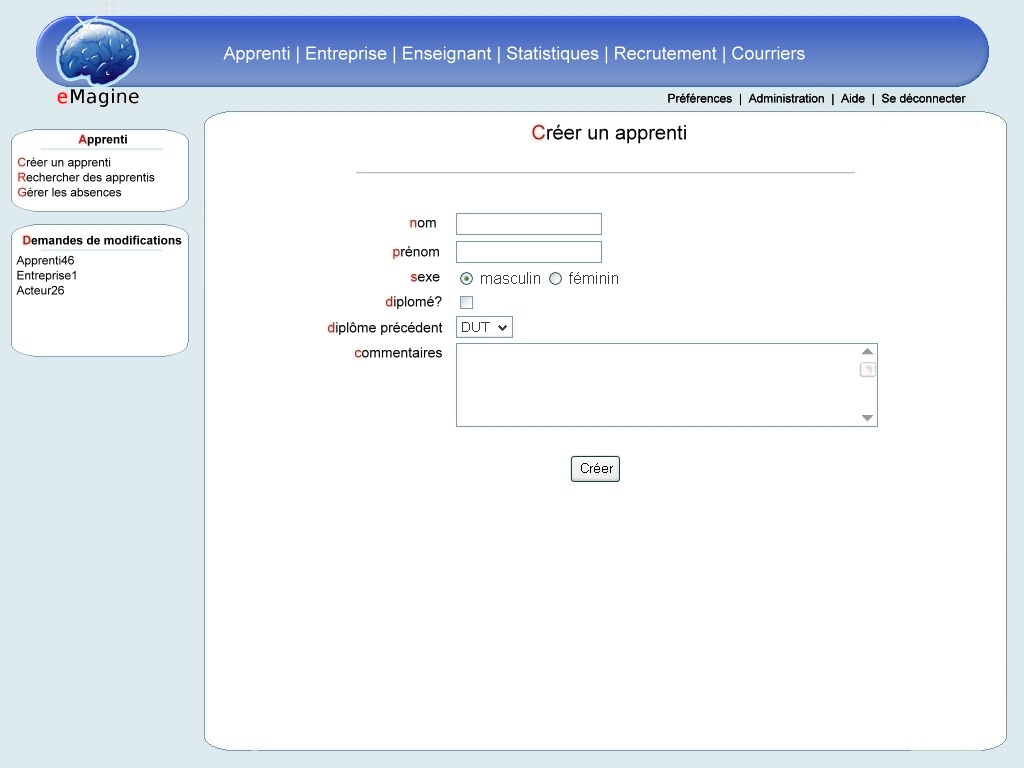 Apprenti | Entreprise | Enseignant | Statistiques | Recrutement | Courriers
eMagine
Préférences | Administration | Aide | Se déconnecter
Apprenti
Créer un apprenti
Rechercher des apprentis
Gérer les absences
Demandes de modifications
Apprenti46
Entreprise1
Acteur26
Créer un apprenti
nom
prénom
sexe masculin féminin
diplomé?
diplôme précédent DUT
commentaires
Créer